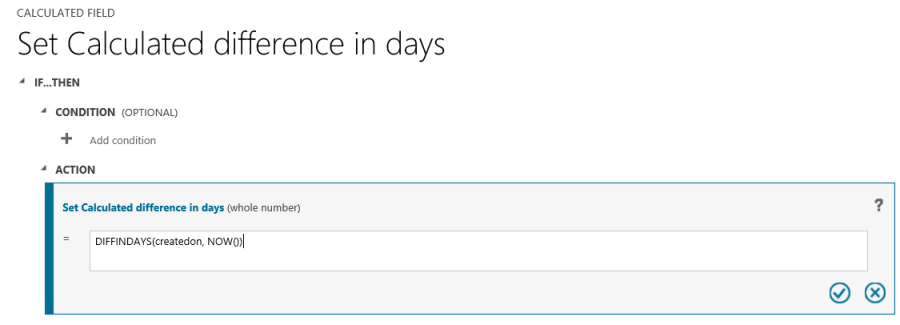 CALCULATED FIELD
Set Calculated difference in days
IF...THEN
CONDITION (OPTIONAL)
Add condition
ACTION
Set Calculated difference in days (whole number)
?
= DIFFINDAYS(createdon, NOW())